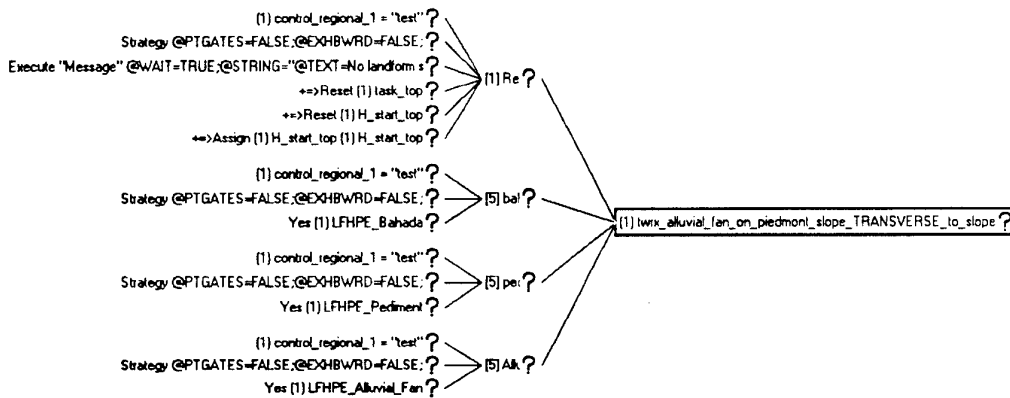 (1) control_regional_1 = "test" ?
Strategy @PTGATES=FALSE;@EXHBWRD=FALSE; ?
Execute "Message" @WAIT=TRUE;@STRING="@TEXT=No landform s ?
+=>Reset (1) task_top ?
+=>Reset (1) H_start_top ?
+=>Assign (1) H_start_top (1) H_start_top ?
[1] Re ?
(1) control_regional_1 = "test" ?
Strategy @PTGATES=FALSE;@EXHBWRD=FALSE; ?
Yes (1) LFHPE_Bahada ?
[5] ?
(1) control_regional_1 = "test" ?
Strategy @PTGATES=FALSE;@EXHBWRD=FALSE; ?
Yes (1) LFHPE_Pediment ?
[5] ?
(1) control_regional_1 = "test" ?
Strategy @PTGATES=FALSE;@EXHBWRD=FALSE; ?
Yes (1) LFHPE_Alluvial_Fan ?
[5] ?
(1) twrx_alluvial_fan_on_piedmont_slope_TRANSVERSE_to_slope ?